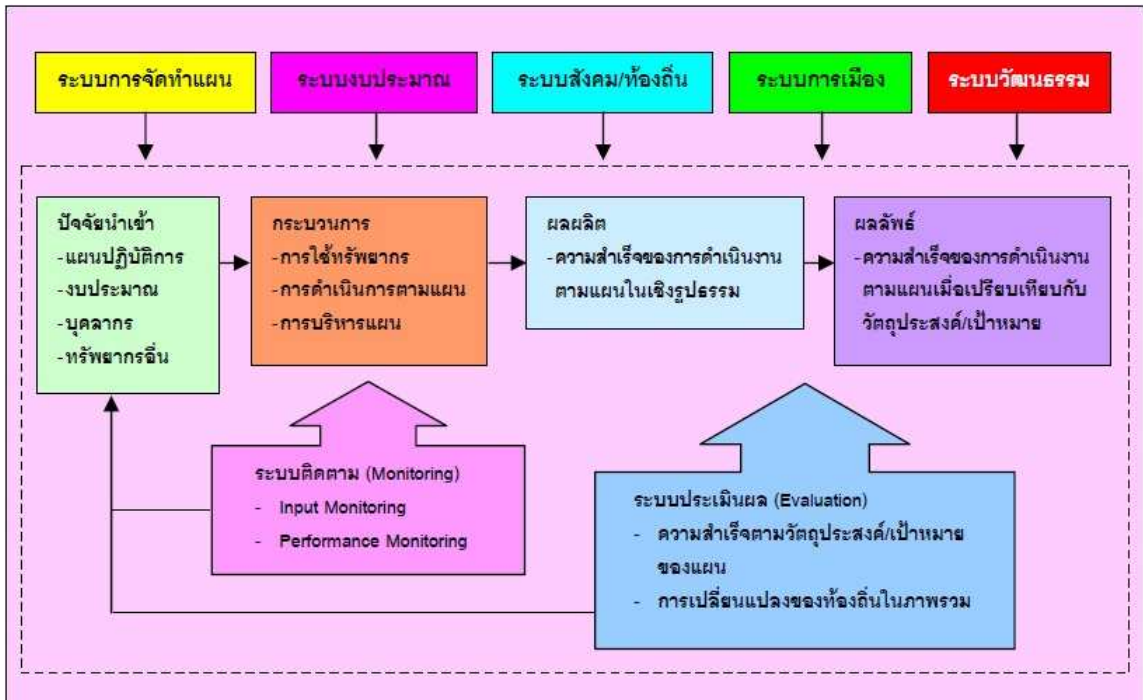 ระบบการจัดทำแผน
ระบบงบประมาณ
ระบบสังคม/ท้องถิ่น
ระบบการเมือง
ระบบวัฒนธรรม
ปัจจัยนำเข้า
-แผนปฏิบัติการ
-งบประมาณ
-บุคลากร
-ทรัพยากรอื่น
กระบวนการ
-การใช้ทรัพยากร
-การดำเนินการตามแผน
-การบริหารแผน
ผลผลิต
-ความสำเร็จของการดำเนินงาน
ตามแผนในเชิงรูปธรรม
ผลลัพธ์
-ความสำเร็จของการดำเนินงาน
ตามแผนเมื่อเปรียบเทียบกับ
วัตถุประสงค์/เป้าหมาย
ระบบติดตาม (Monitoring)
- Input Monitoring
- Performance Monitoring
ระบบประเมินผล (Evaluation)
- ความสำเร็จตามวัตถุประสงค์/เป้าหมาย
ของแผน
- การเปลี่ยนแปลงของท้องถิ่นในภาพรวม